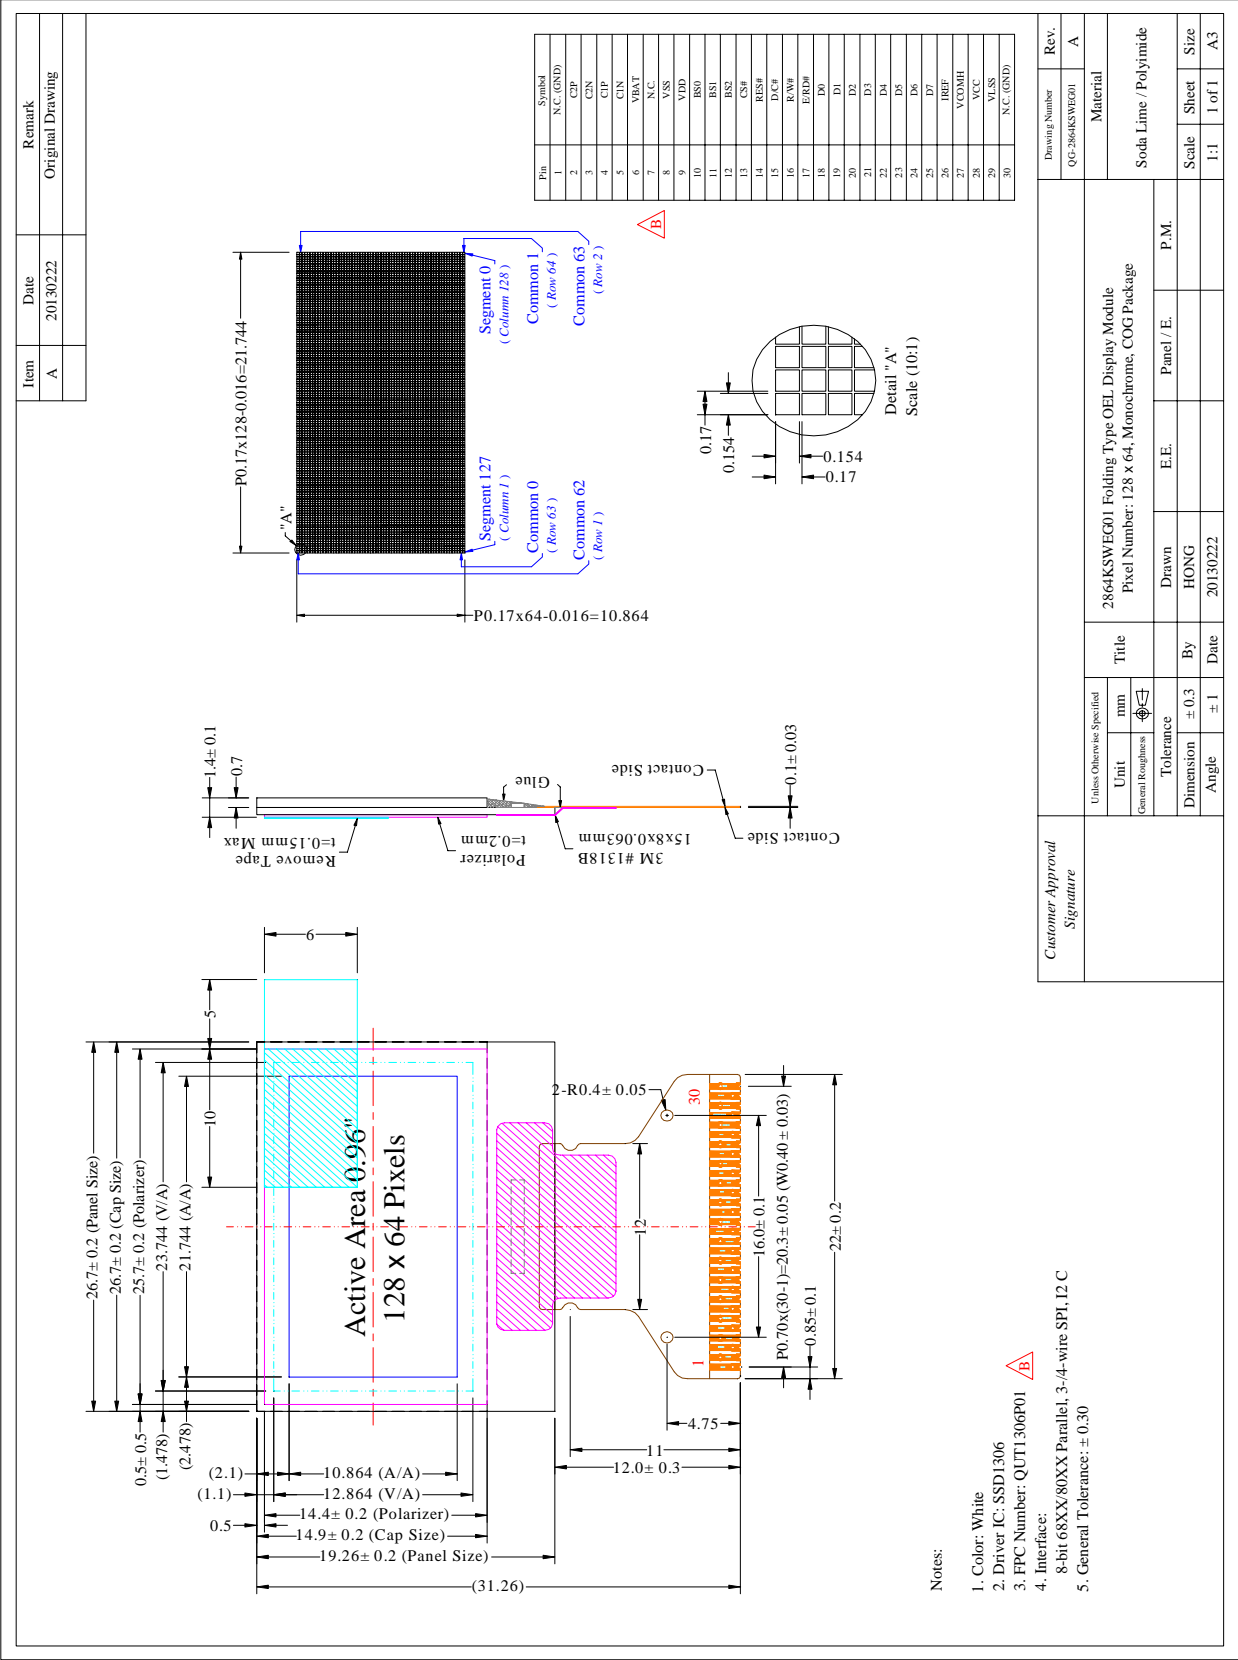 Item Date Remark
A 20130222 Original Drawing
26.7± 0.2 (Panel Size)
26.7± 0.2 (Cap Size)
25.7± 0.2 (Polarizer)
23.744 (V/A)
21.744 (A/A)
0.5± 0.5
(1.478)
(2.478)
10
5
6
(2.1)
(1.1)
0.5
10.864 (A/A)
12.864 (V/A)
14.4± 0.2 (Polarizer)
14.9± 0.2 (Cap Size)
19.26± 0.2 (Panel Size)
(31.26)
Active Area 0.96"
128 x 64 Pixels
12
2-R0.4± 0.05
1
30
4.75
11
12.0± 0.3
16.0± 0.1
P0.70x(30-1)=20.3± 0.05 (W0.40± 0.03)
0.85± 0.1
22± 0.2
1.4± 0.1
0.7
Remove Tape
t=0.15mm Max
Polarizer
t=0.2mm
3M #1318B
15x8x0.063mm
Glue
Contact Side
Contact Side
0.1± 0.03
P0.17x128-0.016=21.744
"A"
P0.17x64-0.016=10.864
Segment 127
( Column 1 )
Common 0
( Row 63 )
Common 62
( Row 1 )
Segment 0
( Column 128 )
Common 1
( Row 64 )
Common 63
( Row 2 )
0.17
0.154
0.154
0.17
Detail "A"
Scale (10:1)
B
Pin Symbol
1 N.C. (GND)
2 C2P
3 C2N
4 C1P
5 C1N
6 VBAT
7 N.C.
8 VSS
9 VDD
10 BS0
11 BS1
12 BS2
13 CS#
14 RES#
15 D/C#
16 R/W#
17 E/RD#
18 D0
19 D1
20 D2
21 D3
22 D4
23 D5
24 D6
25 D7
26 IREF
27 VCOMH
28 VCC
29 VLSS
30 N.C. (GND)
Notes:
1. Color: White
2. Driver IC: SSD1306
3. FPC Number: QUT1306P01 B
4. Interface:
8-bit 68XX/80XX Parallel, 3-/4-wire SPI, I2 C
5. General Tolerance: ± 0.30
Customer Approval
Signature
Unless Otherwise Specified
Unit mm
General Roughness
Tolerance
Dimension ± 0.3
Angle ± 1
Title
2864KSWEG01 Folding Type OEL Display Module
Pixel Number: 128 x 64, Monochrome, COG Package
Drawn E.E. Panel / E. P.M.
By HONG
Date 20130222
Drawing Number Rev.
QG-2864KSWEG01 A
Material
Soda Lime / Polyimide
Scale Sheet Size
1:1 1 of 1 A3